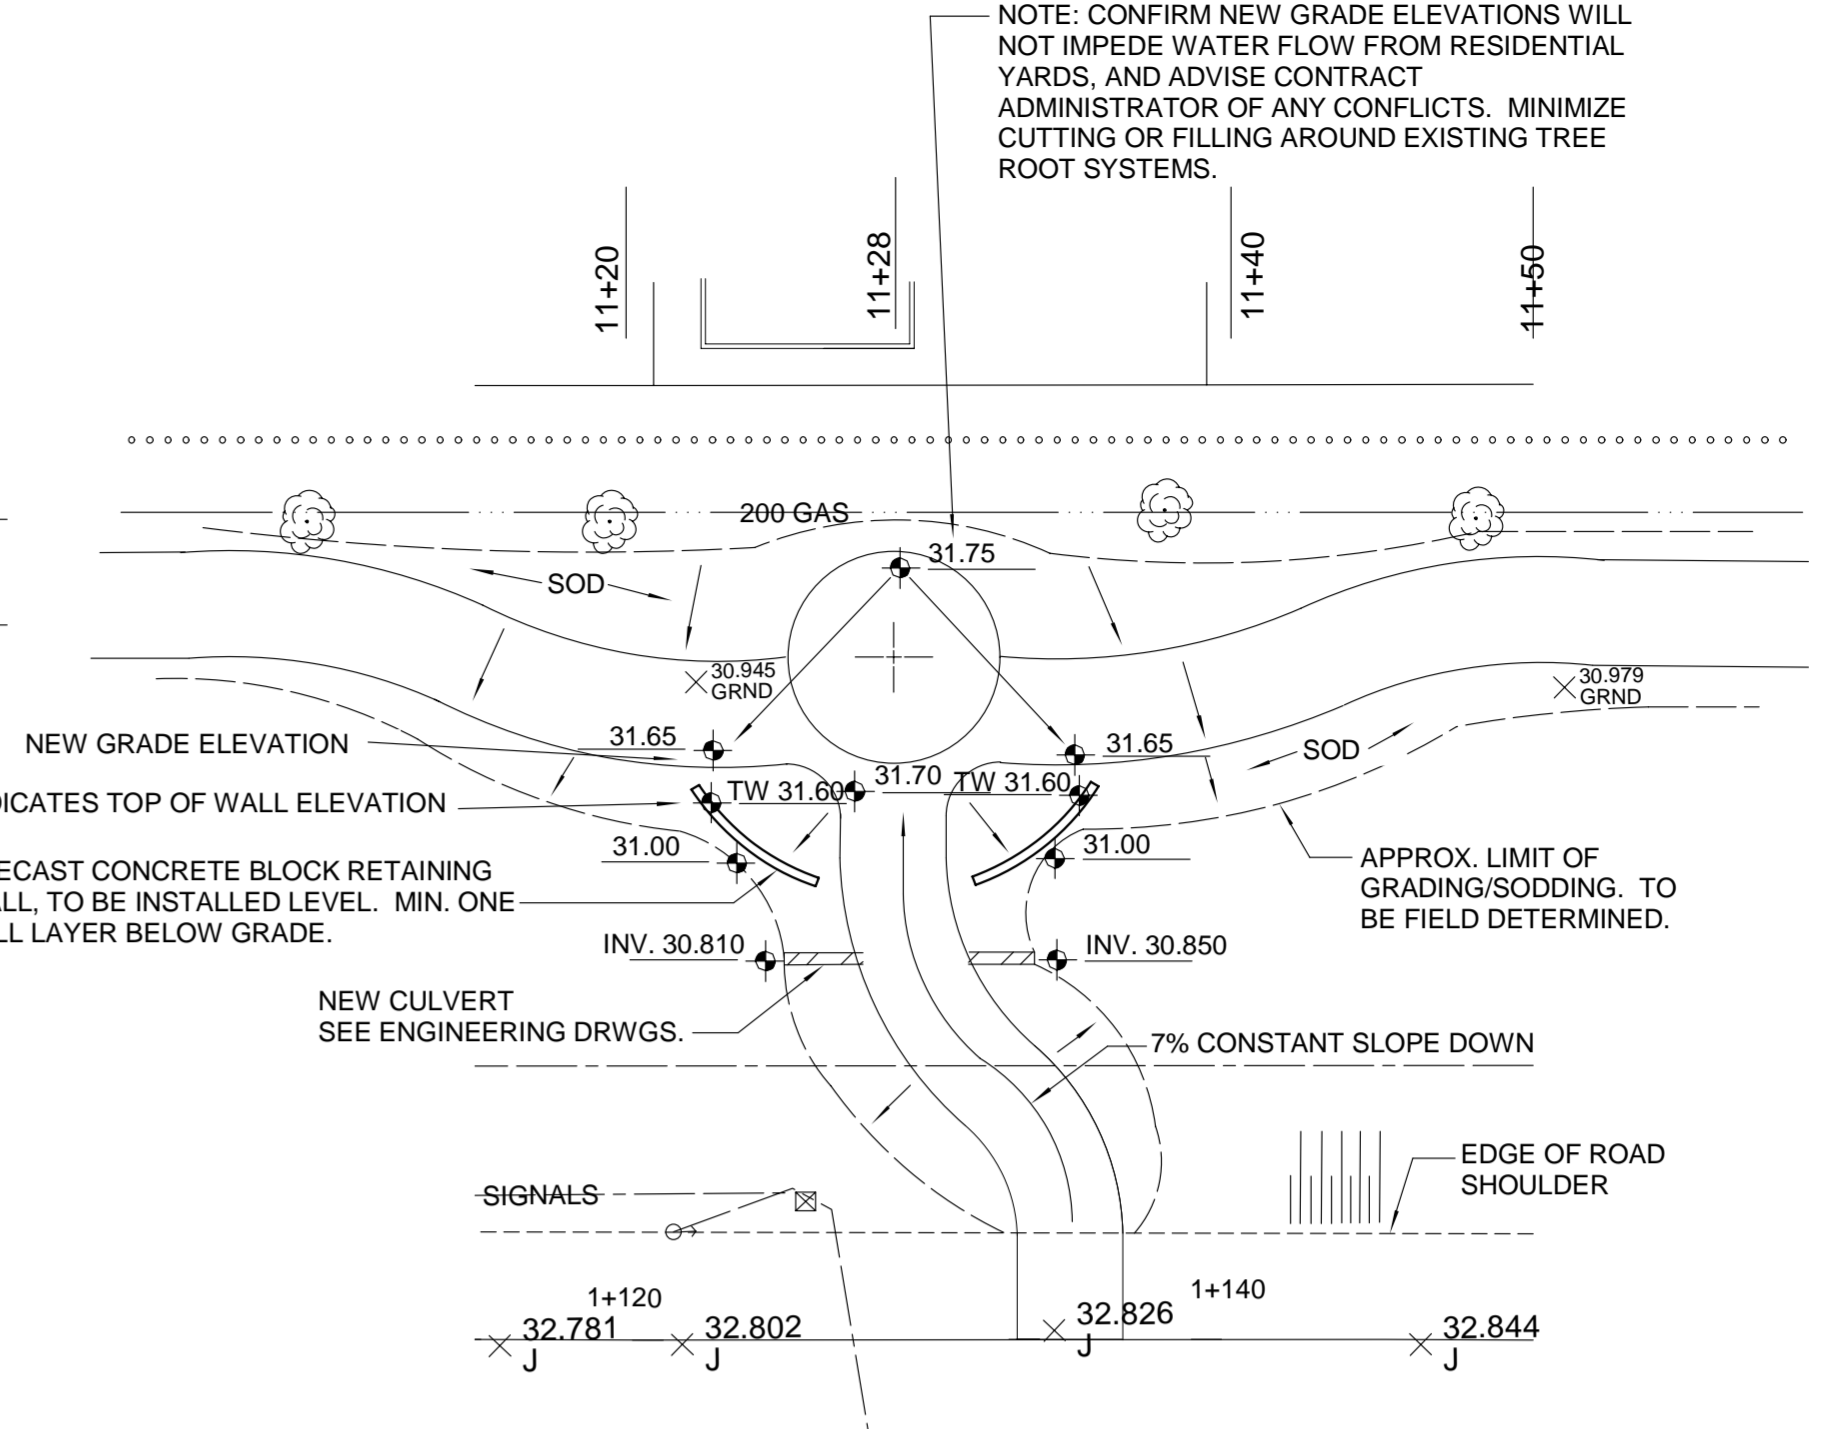 NOTE: CONFIRM NEW GRADE ELEVATIONS WILL
NOT IMPEDE WATER FLOW FROM RESIDENTIAL
YARDS, AND ADVISE CONTRACT
ADMINISTRATOR OF ANY CONFLICTS. MINIMIZE
CUTTING OR FILLING AROUND EXISTING TREE
ROOT SYSTEMS.
11+20
11+28
11+40
11+50
200 GAS
31.75
SOD
30.945
GRND
30.979
GRND
NEW GRADE ELEVATION
31.65
31.65
SOD
DICATES TOP OF WALL ELEVATION
TW 31.60
31.70
TW 31.60
31.00
31.00
ECAST CONCRETE BLOCK RETAINING
ALL, TO BE INSTALLED LEVEL. MIN. ONE
LL LAYER BELOW GRADE.
APPROX. LIMIT OF
GRADING/SODDING. TO
BE FIELD DETERMINED.
INV. 30.810
INV. 30.850
NEW CULVERT
SEE ENGINEERING DRWGS.
7% CONSTANT SLOPE DOWN
EDGE OF ROAD
SHOULDER
SIGNALS
1+120
1+140
32.781
J
32.802
J
32.826
J
32.844
J